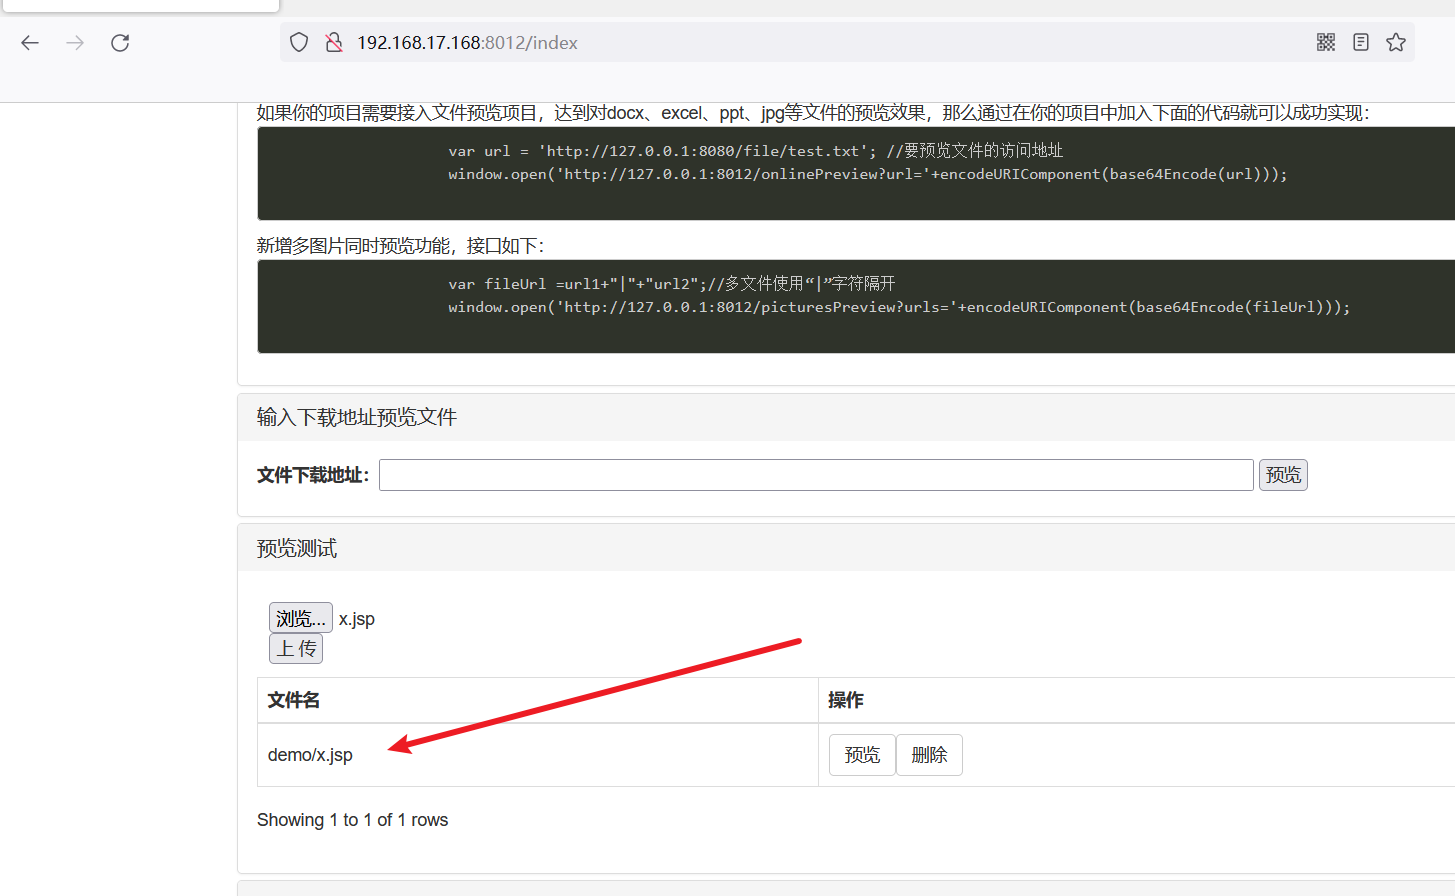 192.168.17.168:8012/index
如果你的项目需要接入文件预览项目，达到对docx、excel、ppt、jpg等文件的预览效果，那么通过在你的项目中加入下面的代码就可以成功实现：
var url = 'http://127.0.0.1:8080/file/test.txt'; //要预览文件的访问地址
window.open('http://127.0.0.1:8012/onlinePreview?url='+encodeURIComponent(base64Encode(url)));
新增多图片同时预览功能，接口如下：
var fileUrl =url1+"|"+"url2";//多文件使用“|”字符隔开
window.open('http://127.0.0.1:8012/picturesPreview?urls='+encodeURIComponent(base64Encode(fileUrl)));
输入下载地址预览文件
文件下载地址： 预览
预览测试
浏览... x.jsp
上 传
文件名 操作
demo/x.jsp 预览 删除
Showing 1 to 1 of 1 rows